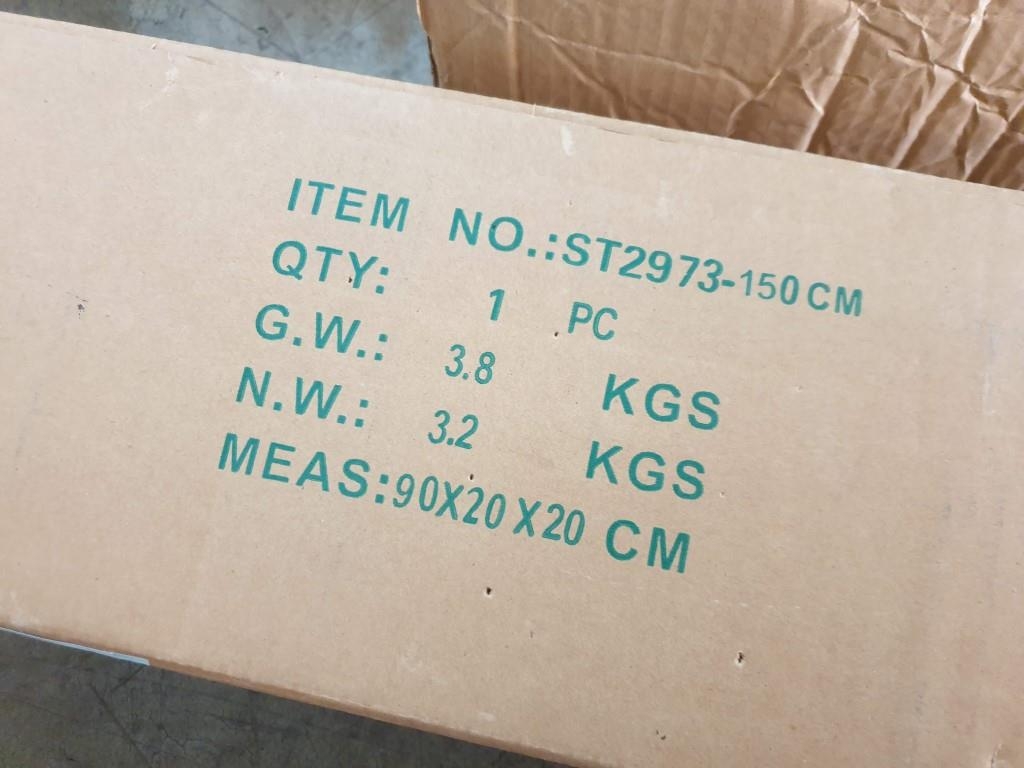 ITEM NO.:ST2973-150CM
QTY: 1 PC
G.W.: 3.8 KGS
N.W.: 3.2 KGS
MEAS:90X20X20 CM